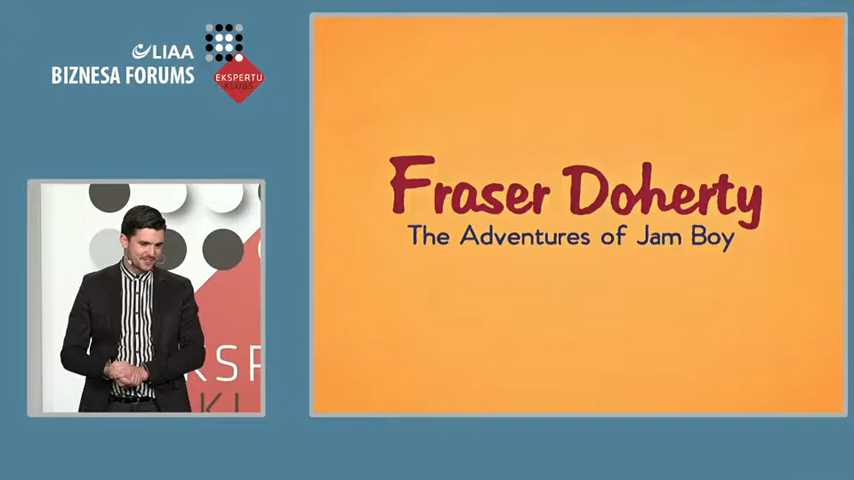 LIAA
BIZNESA FORUMS
EKSPERTU
KLUBS
Fraser Doherty
The Adventures of Jam Boy
KSP
KL